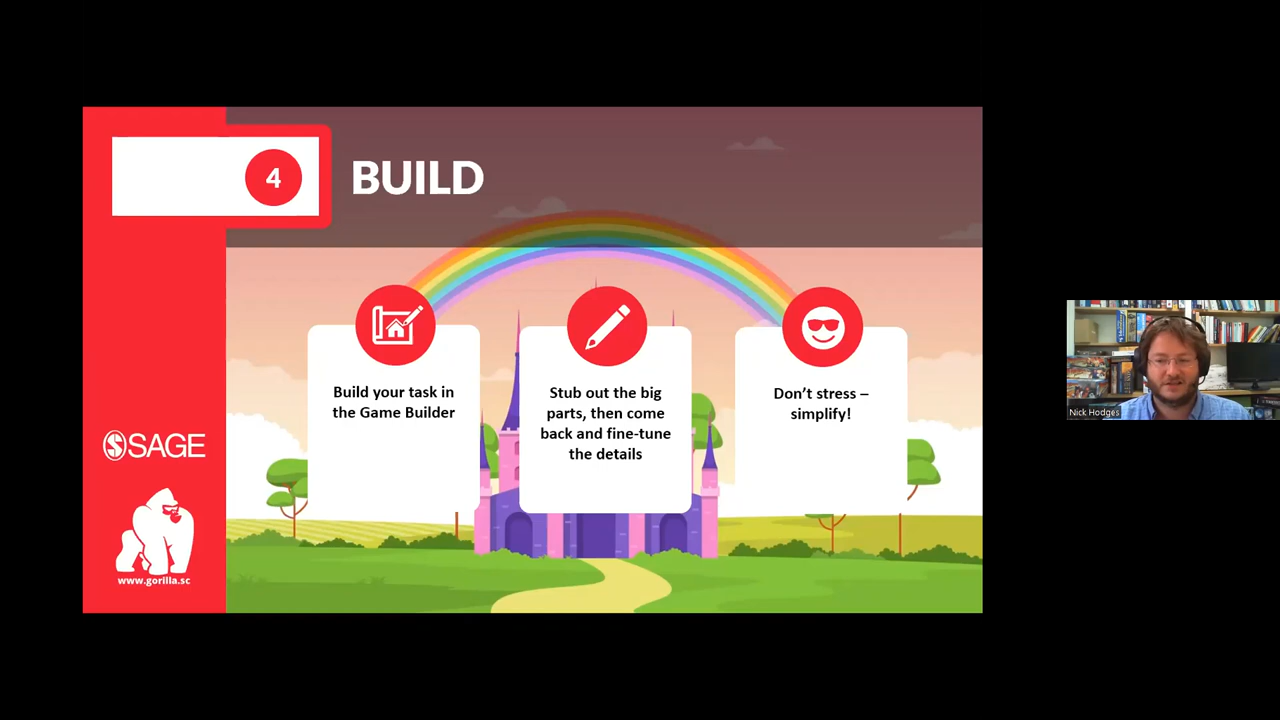 4
BUILD
Build your task in
the Game Builder
Stub out the big
parts, then come
back and fine-tune
the details
Don’t stress –
simplify!
SAGE
www.gorilla.sc
Nick Hodges